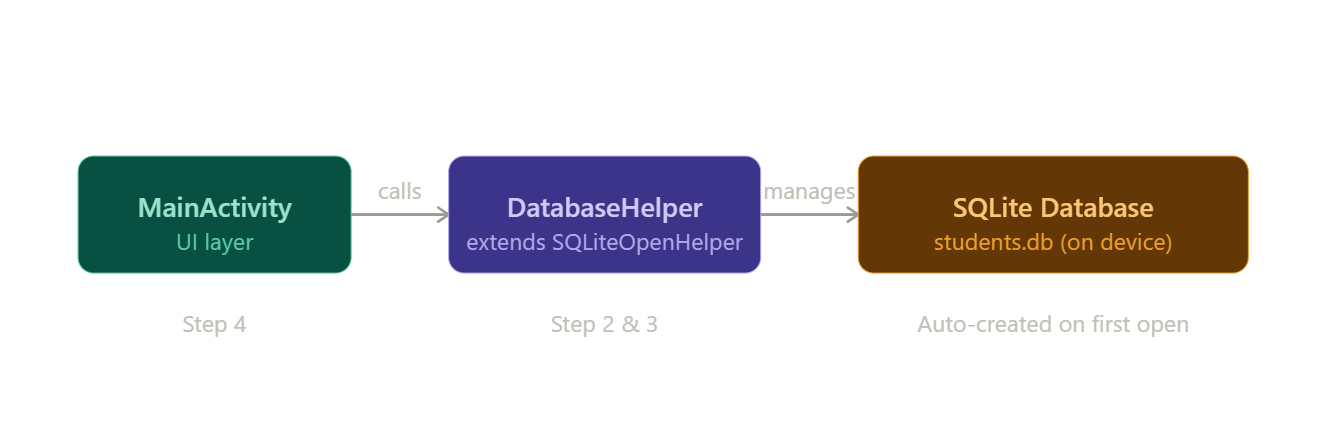 MainActivity
UI layer
calls
DatabaseHelper
extends SQLiteOpenHelper
manages
SQLite Database
students.db (on device)
Step 4
Step 2 & 3
Auto-created on first open